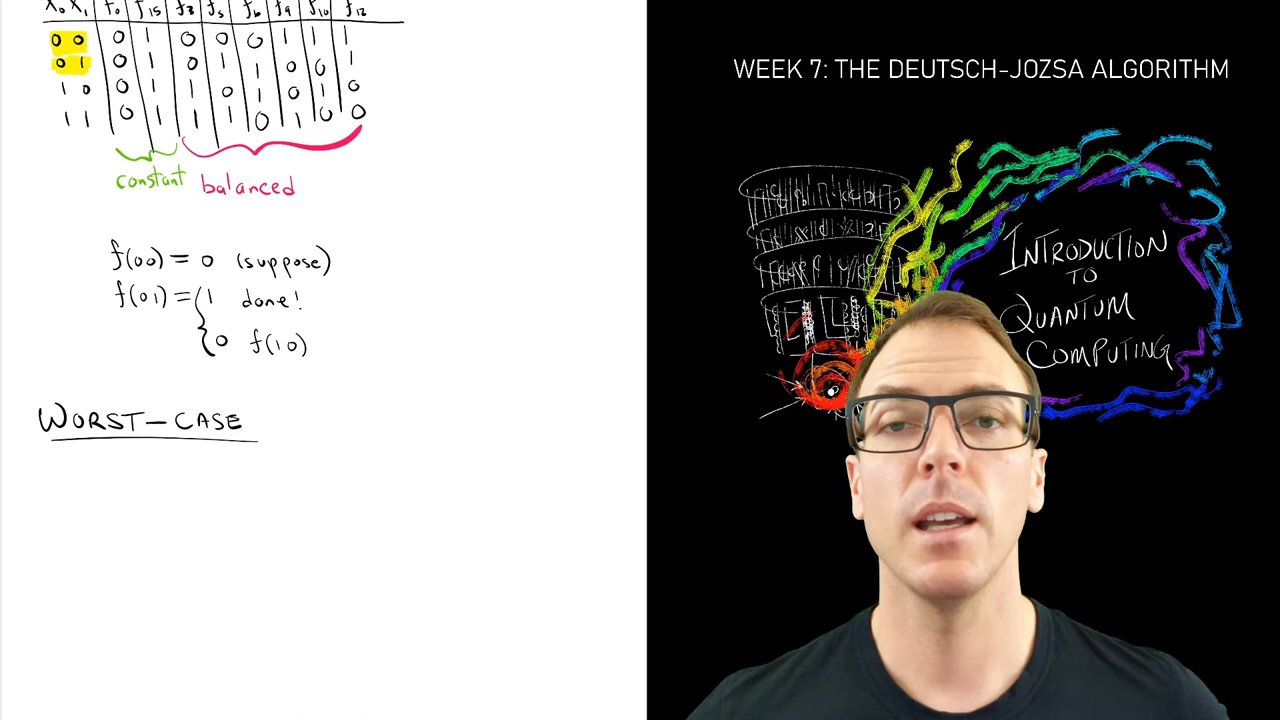 x₀ x₁ f₀ f₁₅ f₃ f₅ f₆ f₉ f₁₀ f₁₂
0 0 0 1 0 0 0 1 1 1
0 1 0 1 0 1 1 0 0 1
1 0 0 1 1 0 1 0 1 0
1 1 0 1 1 1 0 1 0 0
constant balanced
f(00) = 0 (suppose)
f(01) = { 1 done!
0 f(10)
WORST-CASE
WEEK 7: THE DEUTSCH-JOZSA ALGORITHM
INTRODUCTION
TO
QUANTUM
COMPUTING